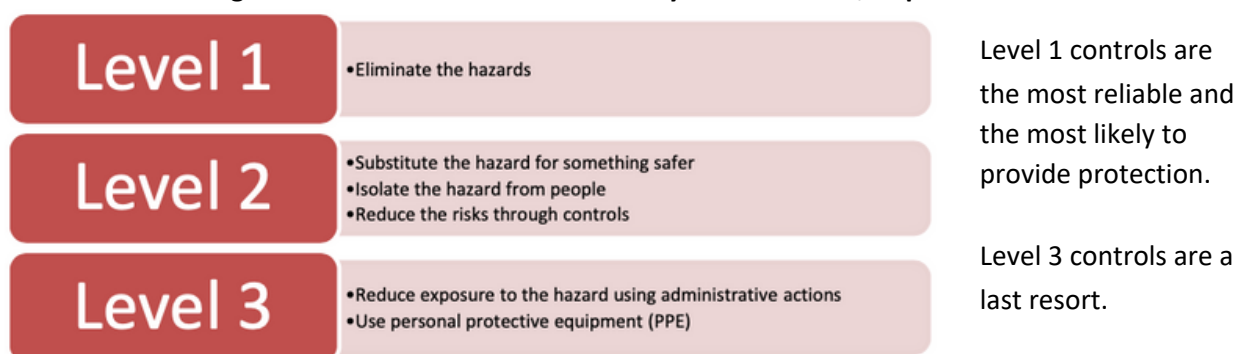 Level 1
•Eliminate the hazards
Level 2
•Substitute the hazard for something safer
•Isolate the hazard from people
•Reduce the risks through controls
Level 3
•Reduce exposure to the hazard using administrative actions
•Use personal protective equipment (PPE)
Level 1 controls are
the most reliable and
the most likely to
provide protection.
Level 3 controls are a
last resort.